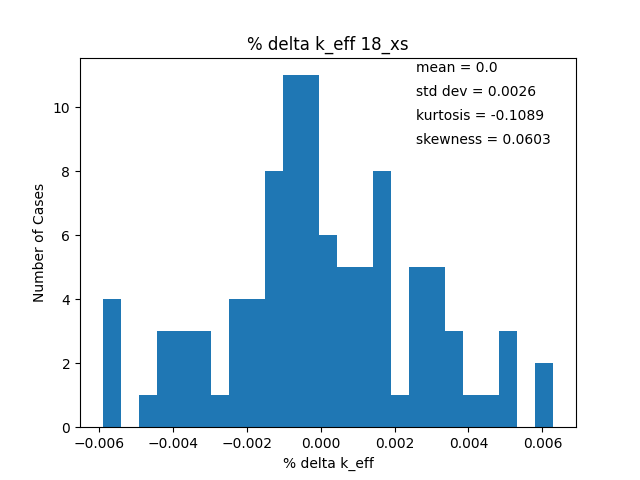 % delta k_eff 18_xs
mean = 0.0
std dev = 0.0026
kurtosis = -0.1089
skewness = 0.0603
Number of Cases
10
8
6
4
2
0
−0.006 −0.004 −0.002 0.000 0.002 0.004 0.006
% delta k_eff